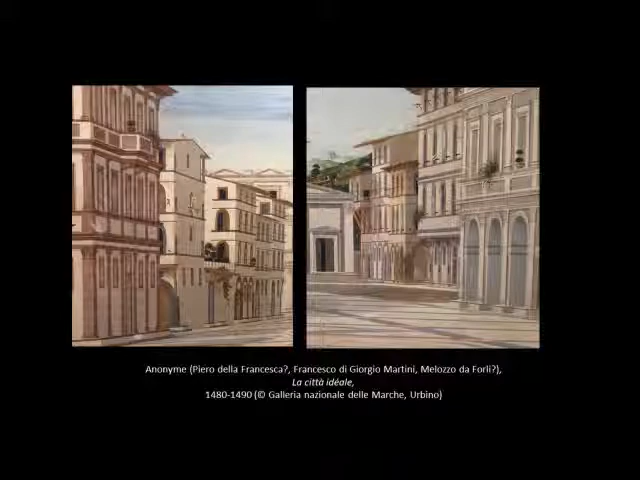 Anonyme (Piero della Francesca?, Francesco di Giorgio Martini, Melozzo da Forli?),
La città idéale,
1480-1490 (© Galleria nazionale delle Marche, Urbino)